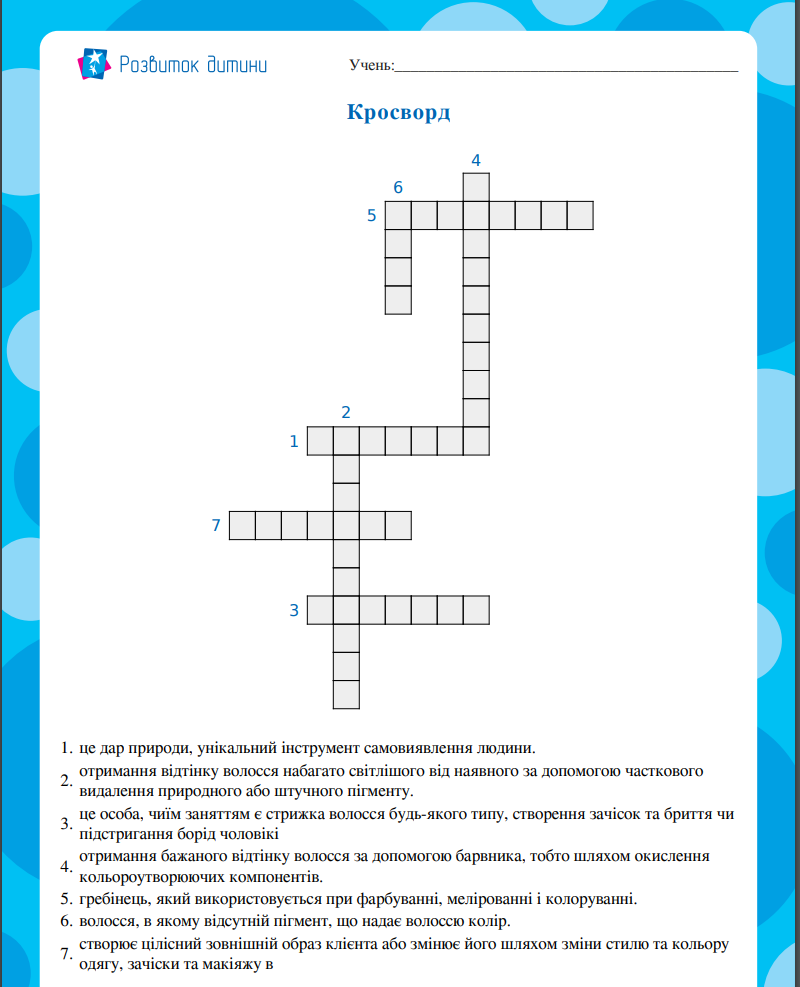 Розвиток дитини
Учень:
Кросворд
4
6
5
2
1
7
3
1. це дар природи, унікальний інструмент самовиявлення людини.
2. отримання відтінку волосся набагато світлішого від наявного за допомогою часткового
видалення природного або штучного пігменту.
3. це особа, чиїм заняттям є стрижка волосся будь-якого типу, створення зачісок та бриття чи
підстригання борід чоловікі
4. отримання бажаного відтінку волосся за допомогою барвника, тобто шляхом окислення
кольороутворюючих компонентів.
5. гребінець, який використовується при фарбуванні, мелірованні і колоруванні.
6. волосся, в якому відсутній пігмент, що надає волоссю колір.
7. створює цілісний зовнішній образ клієнта або змінює його шляхом зміни стилю та кольору
одягу, зачіски та макіяжу в